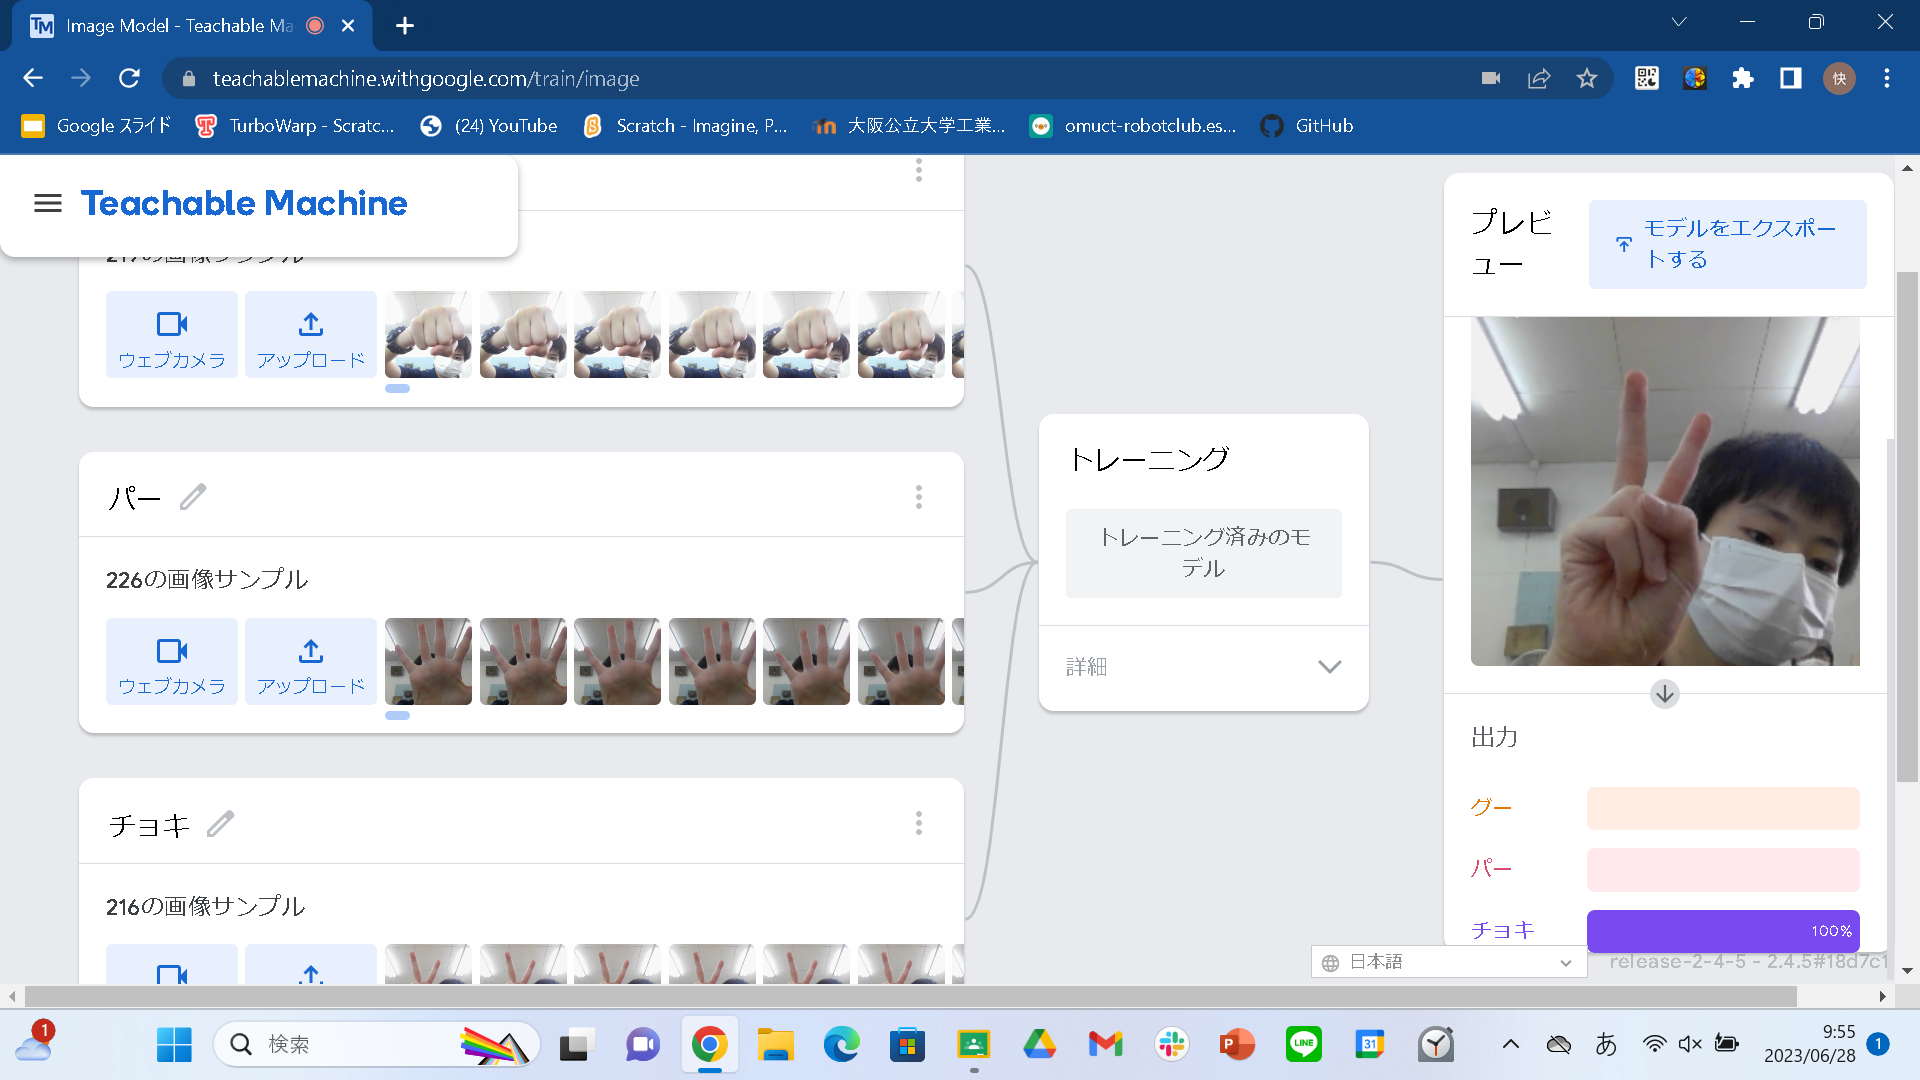 Image Model - Teachable Ma
teachablemachine.withgoogle.com/train/image
快
Google スライド
TurboWarp - Scratc...
(24) YouTube
Scratch - Imagine, P...
大阪公立大学工業...
omuct-robotclub.es...
GitHub
Teachable Machine
217の画像サンプル
ウェブカメラ
アップロード
パー
226の画像サンプル
ウェブカメラ
アップロード
チョキ
216の画像サンプル
トレーニング
トレーニング済みのモ
デル
詳細
プレビ
ュー
モデルをエクスポー
トする
出力
グー
パー
チョキ
100%
日本語
release-2-4-5 - 2.4.5#18d7c1
1
検索
LINE
31
あ
9:55
2023/06/28
1